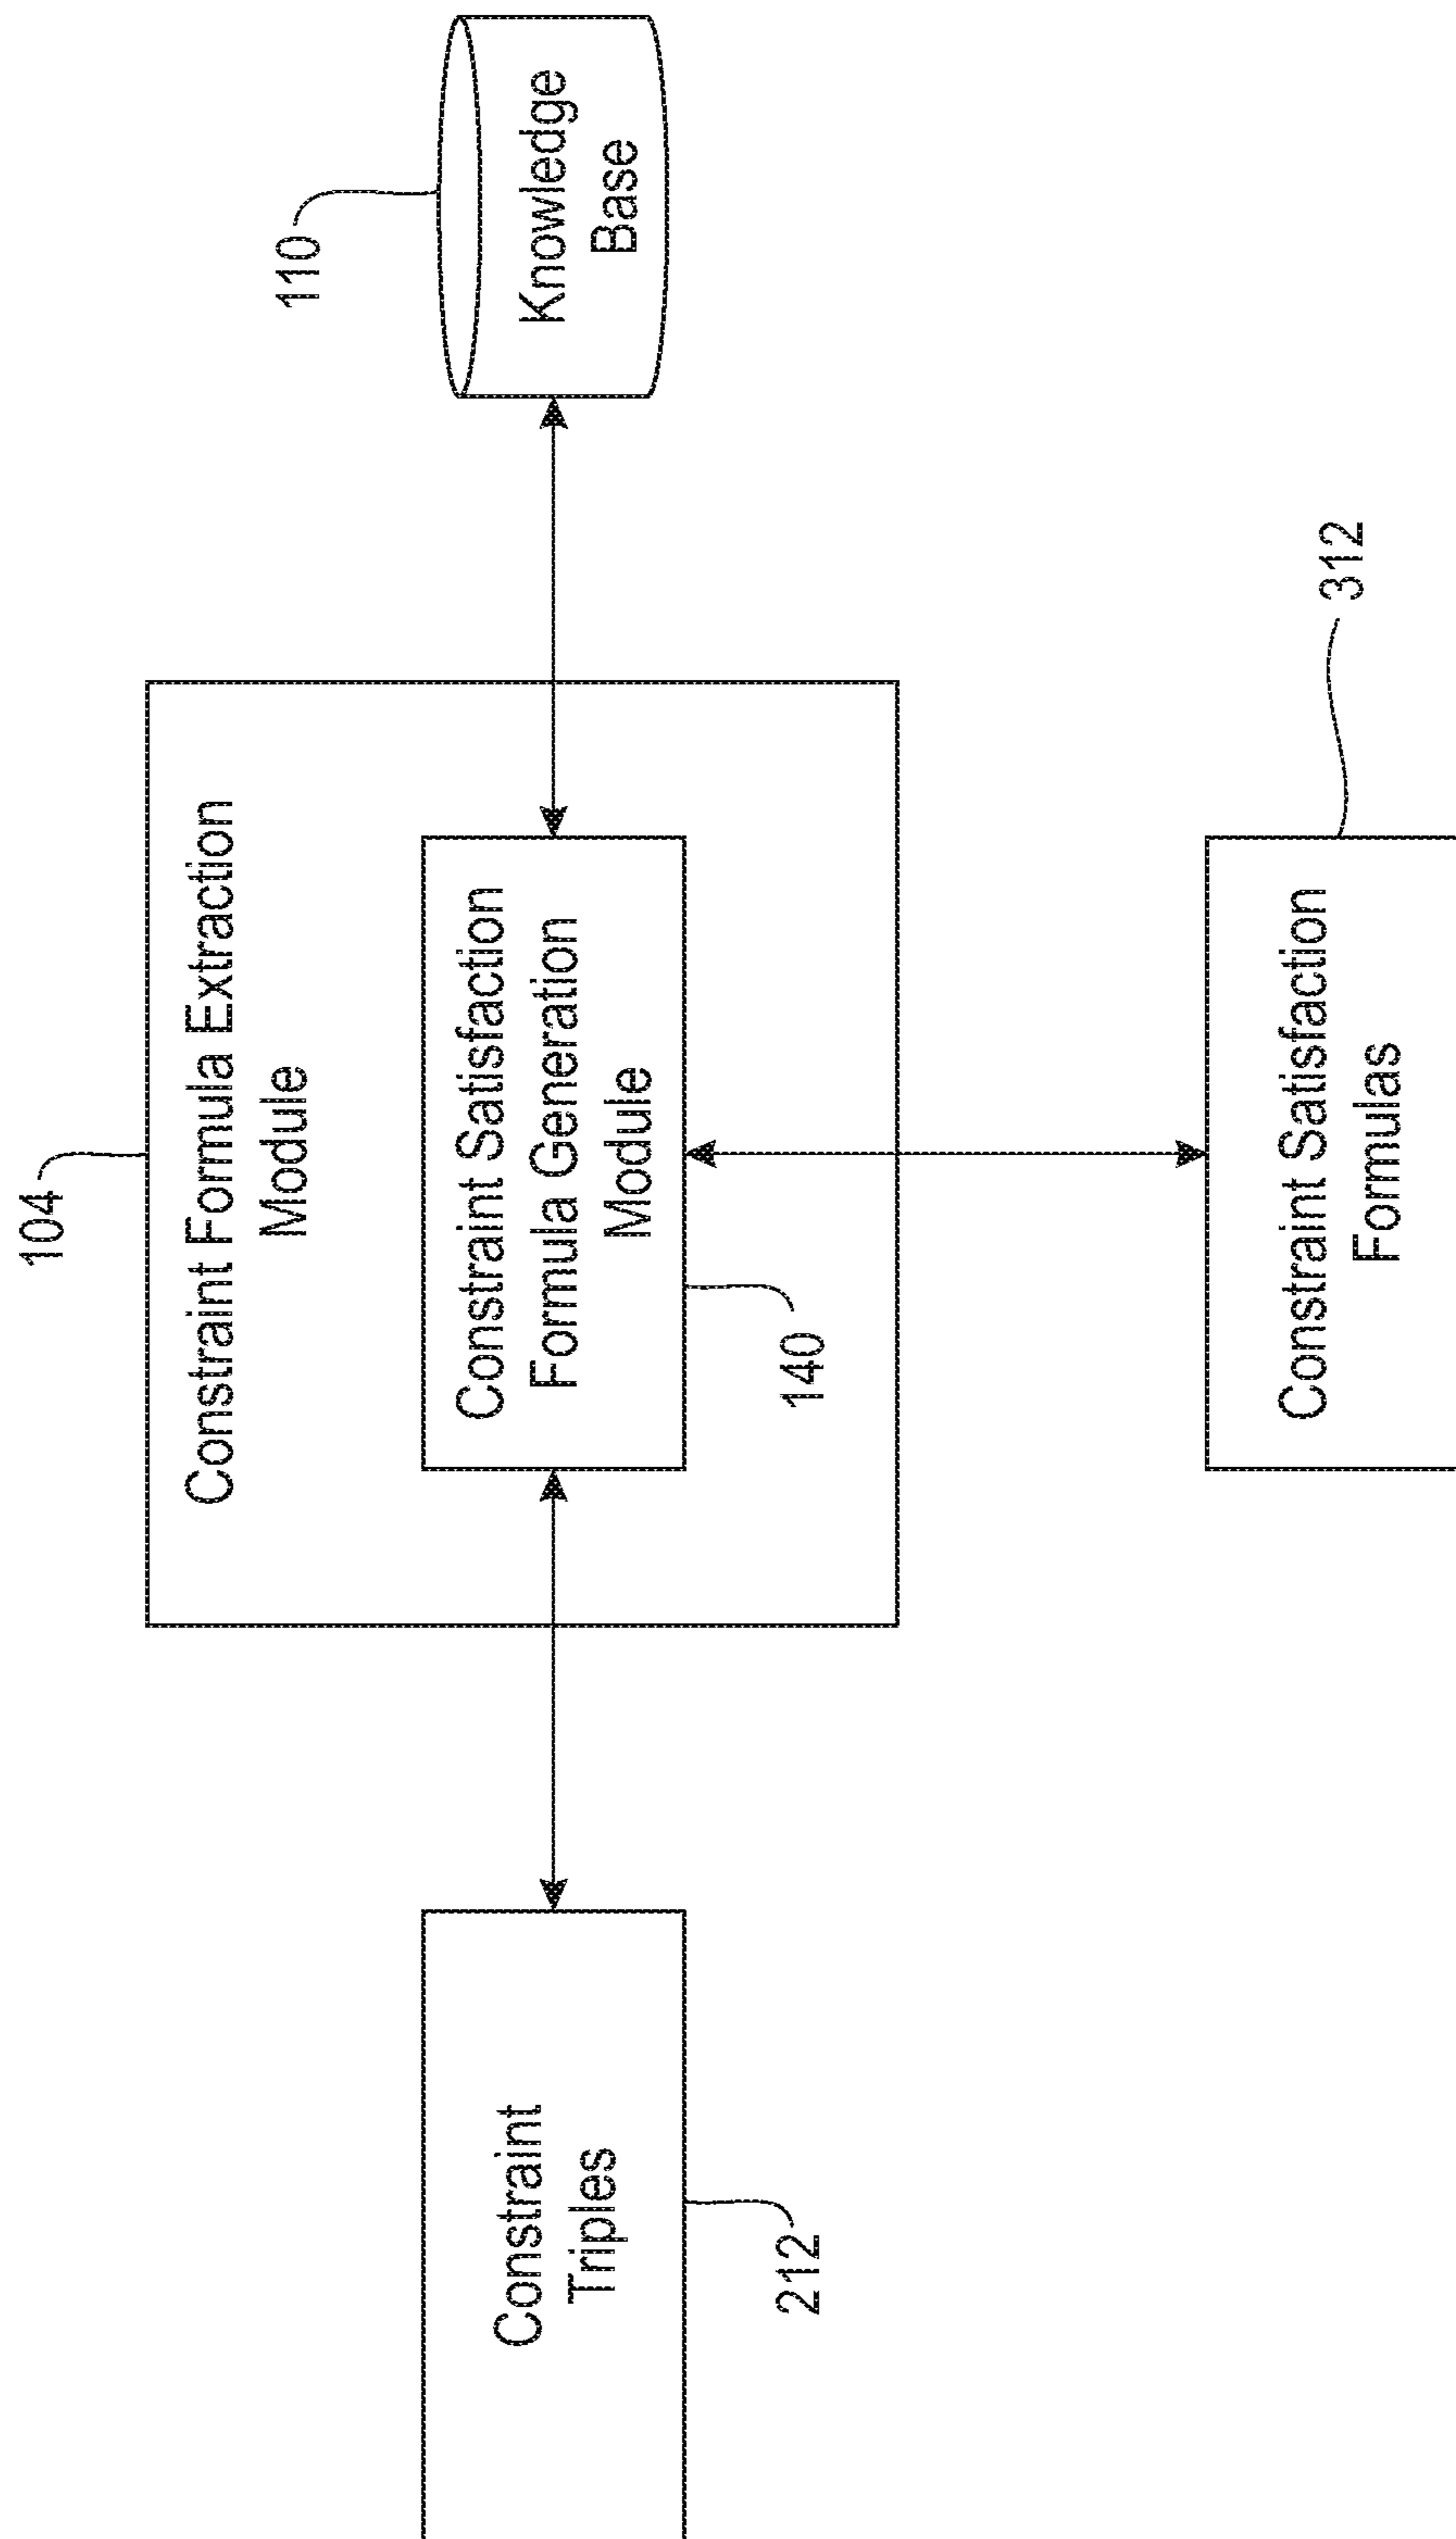 104
Constraint Formula Extraction
Module
110
Knowledge
Base
Constraint
Triples
212
Constraint Satisfaction
Formula Generation
Module
140
Constraint Satisfaction
Formulas
312